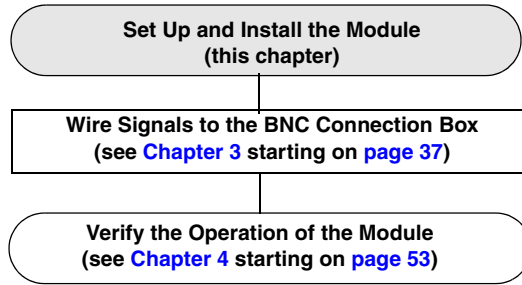 Set Up and Install the Module
(this chapter)
Wire Signals to the BNC Connection Box
(see Chapter 3 starting on page 37)
Verify the Operation of the Module
(see Chapter 4 starting on page 53)